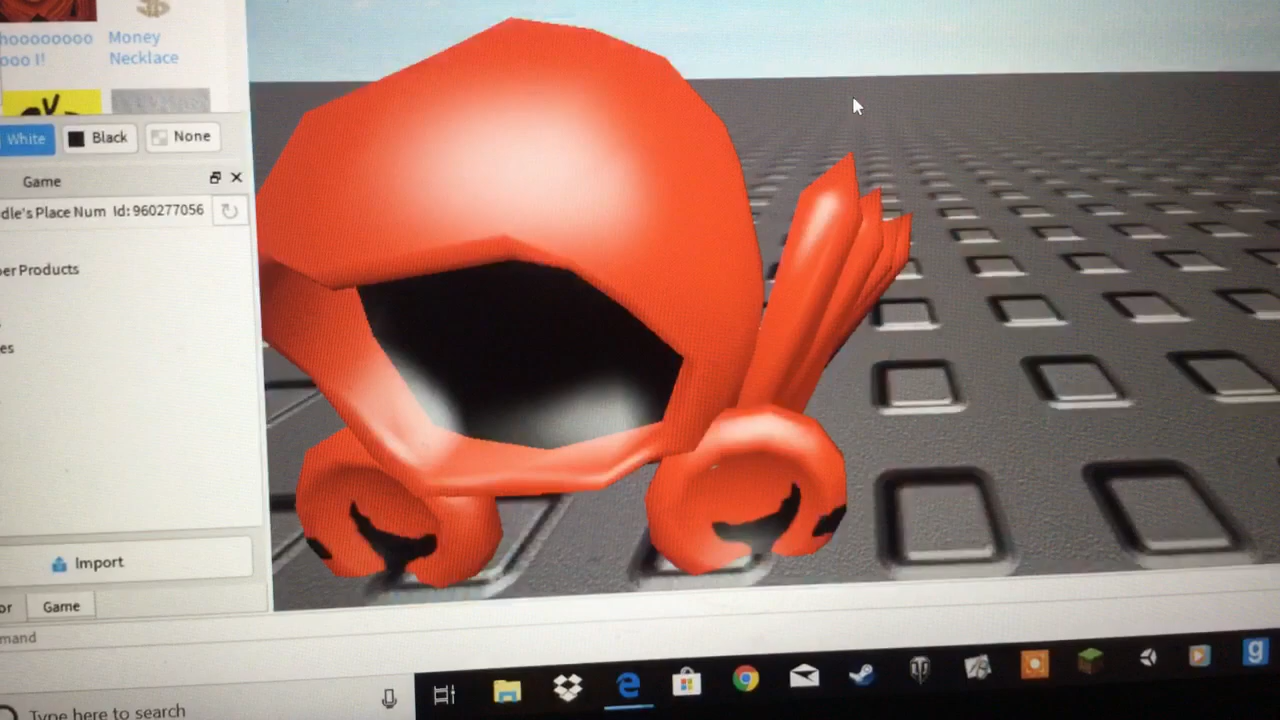 hoooooooo
ooo I!
Money
Necklace
White
Black
None
Game
dle's Place Num Id: 960277056
er Products
es
Import
or
Game
mand
Type here to search